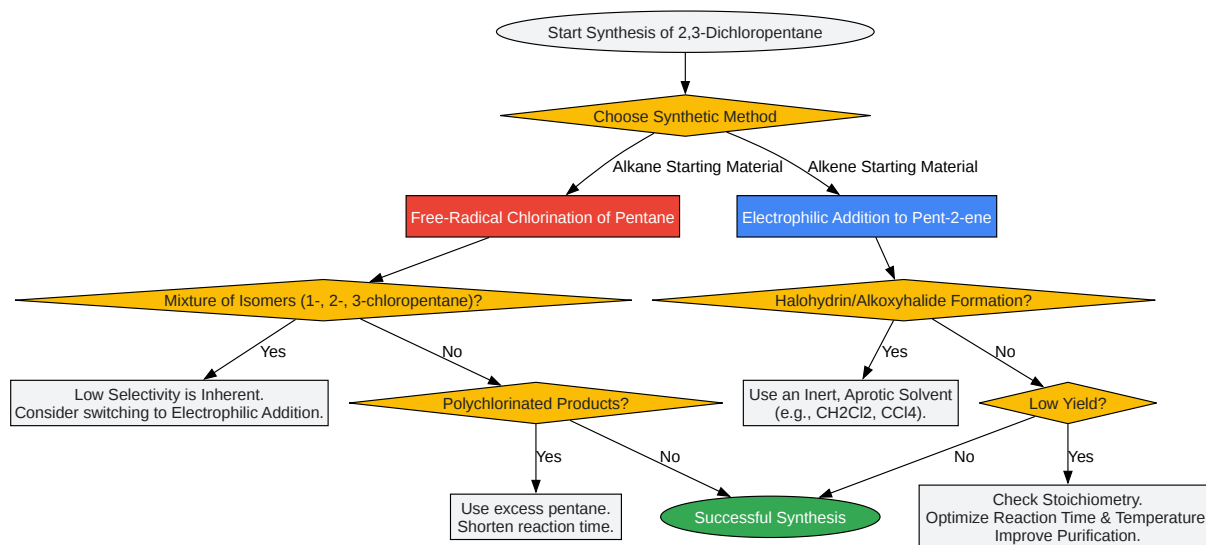 Start Synthesis of 2,3-Dichloropentane
Choose Synthetic Method
Alkane Starting Material
Alkene Starting Material
Free-Radical Chlorination of Pentane
Electrophilic Addition to Pent-2-ene
Mixture of Isomers (1-, 2-, 3-chloropentane)?
Halohydrin/Alkoxyhalide Formation?
Yes
No
Yes
No
Low Selectivity is Inherent.
Consider switching to Electrophilic Addition.
Polychlorinated Products?
Use an Inert, Aprotic Solvent
(e.g., CH2Cl2, CCl4).
Low Yield?
Yes
No
No
Yes
Use excess pentane.
Shorten reaction time.
Successful Synthesis
Check Stoichiometry.
Optimize Reaction Time & Temperature.
Improve Purification.